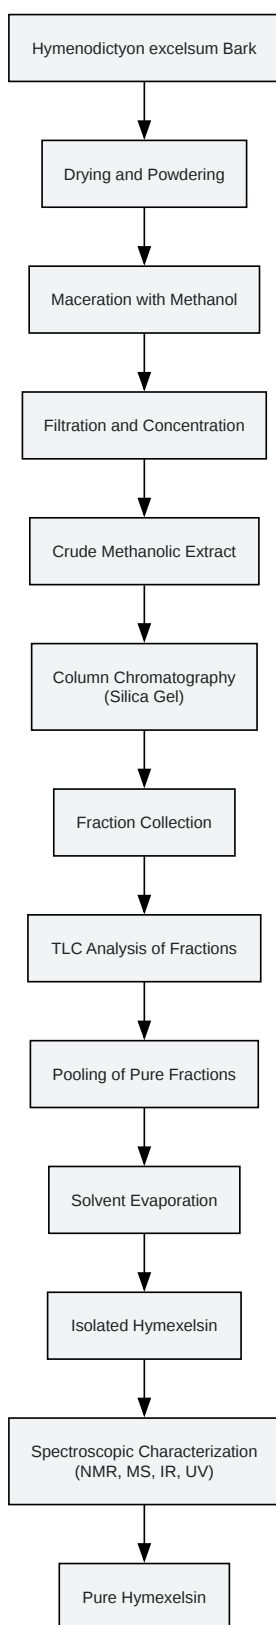 Hymenodictyon excelsum Bark
Drying and Powdering
Maceration with Methanol
Filtration and Concentration
Crude Methanolic Extract
Column Chromatography
(Silica Gel)
Fraction Collection
TLC Analysis of Fractions
Pooling of Pure Fractions
Solvent Evaporation
Isolated Hymexelsin
Spectroscopic Characterization
(NMR, MS, IR, UV)
Pure Hymexelsin